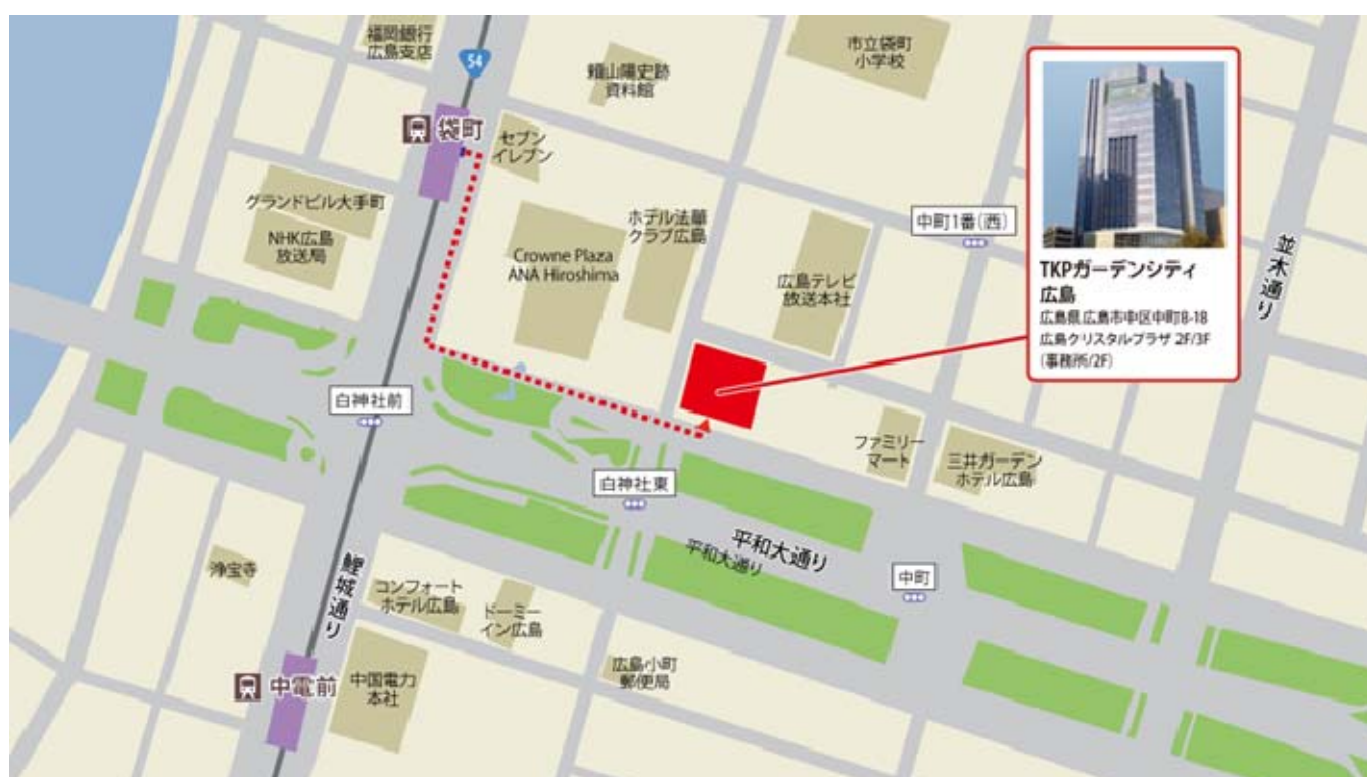 福岡銀行
広島支店
54
頼山陽史跡
資料館
市立袋町
小学校
袋町
セブン
イレブン
グランドビル大手町
NHK広島
放送局
Crowne Plaza
ANA Hiroshima
ホテル法華
クラブ広島
広島テレビ
放送本社
中町1番(西)
並木通り
TKPガーデンシティ
広島
広島県広島市中区中町8-18
広島クリスタルプラザ 2F/3F
(事務所/2F)
白神社前
白神社東
ファミリー
マート
三井ガーデン
ホテル広島
平和大通り
平和大通り
中町
浄宝寺
鯉城通り
コンフォート
ホテル広島
ドーミー
イン広島
広島小町
郵便局
中電前
中国電力
本社